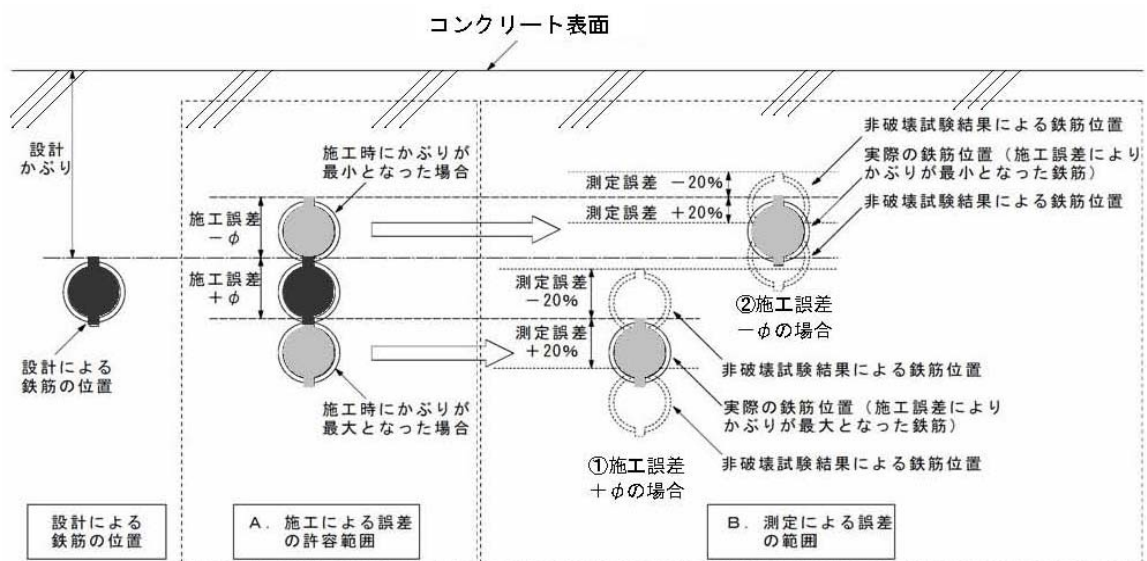 コンクリート表面
設計
かぶり
設計による
鉄筋の位置
施工時にかぶりが
最小となった場合
施工誤差
−φ
施工誤差
+φ
施工時にかぶりが
最大となった場合
測定誤差 −20%
測定誤差 +20%
非破壊試験結果による鉄筋位置
実際の鉄筋位置（施工誤差により
かぶりが最小となった鉄筋）
非破壊試験結果による鉄筋位置
②施工誤差
−φの場合
測定誤差
−20%
測定誤差
+20%
非破壊試験結果による鉄筋位置
実際の鉄筋位置（施工誤差により
かぶりが最大となった鉄筋）
非破壊試験結果による鉄筋位置
①施工誤差
+φの場合
設計による
鉄筋の位置
A. 施工による誤差
の許容範囲
B. 測定による誤差
の範囲